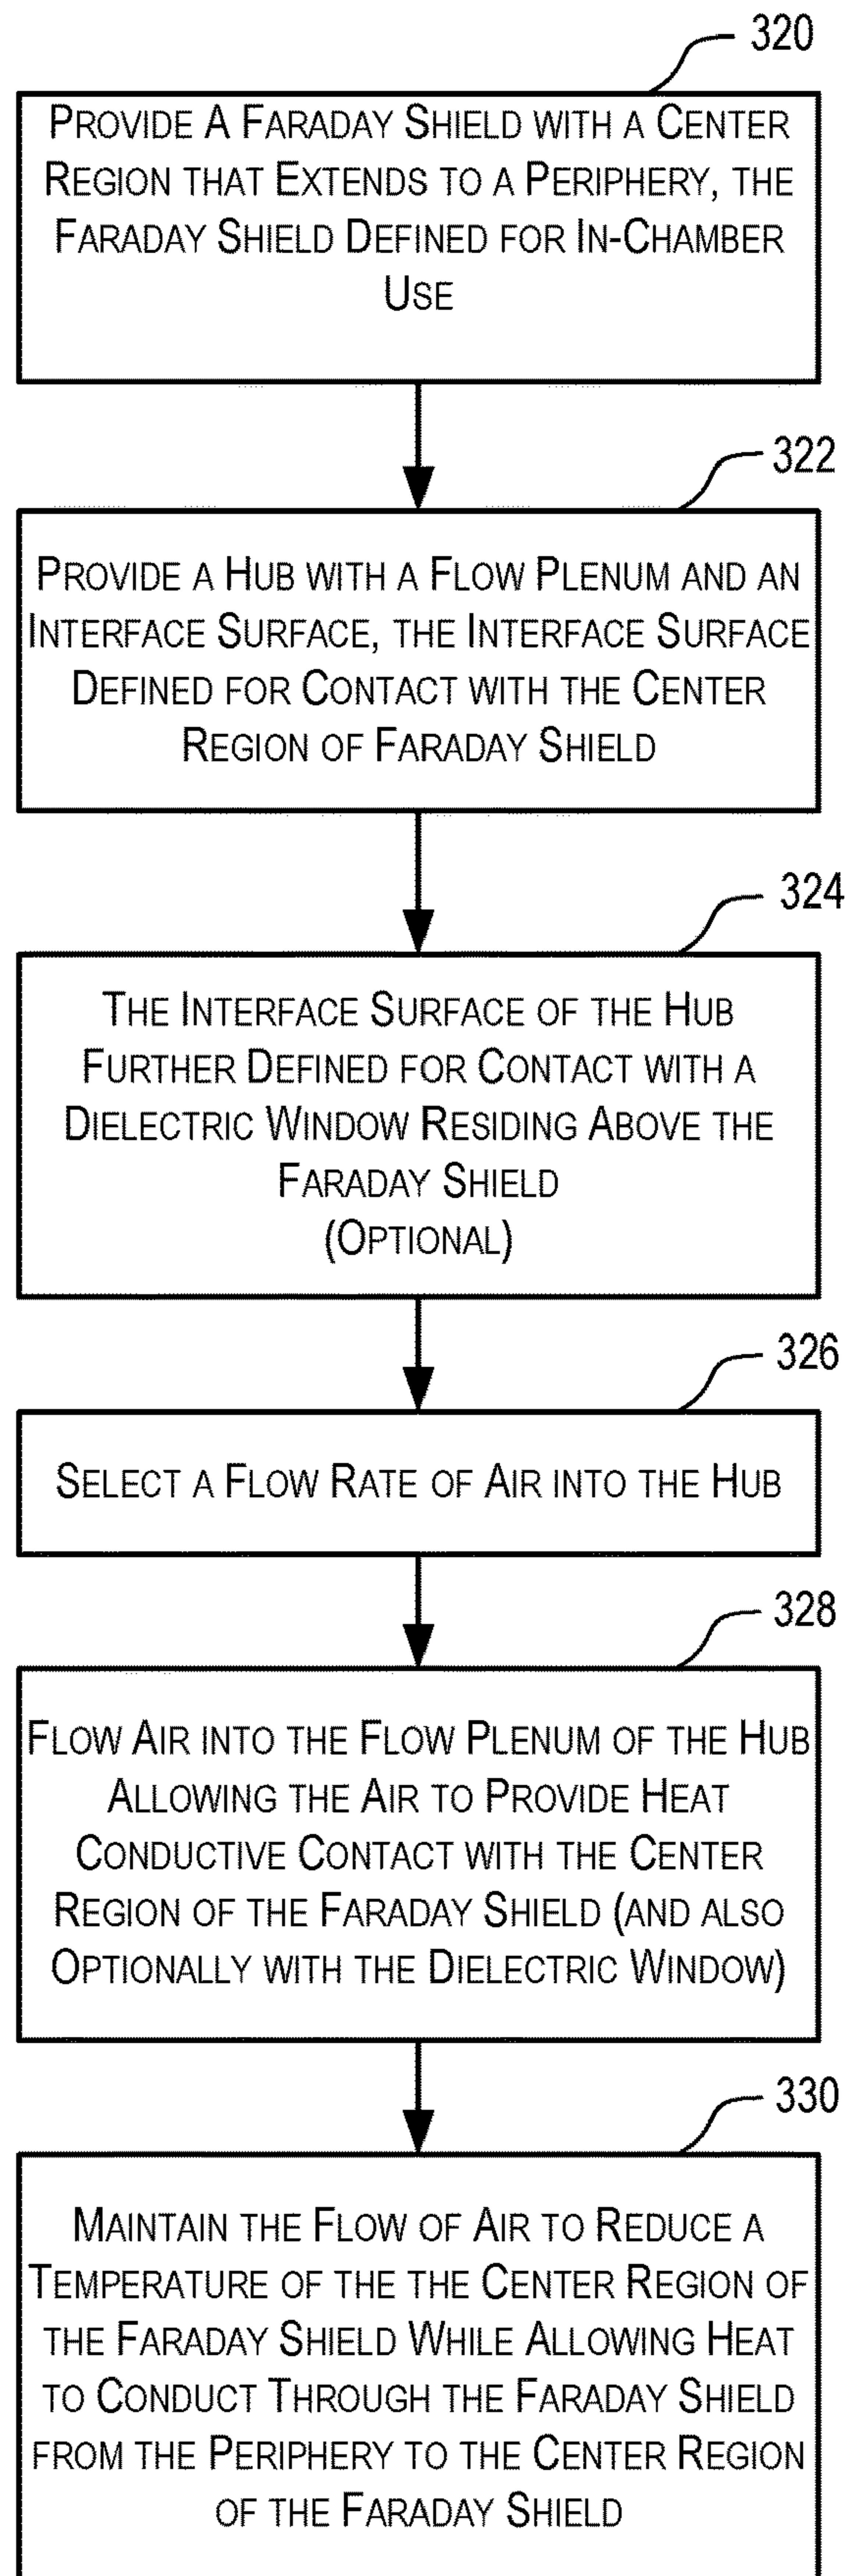 320
PROVIDE A FARADAY SHIELD WITH A CENTER
REGION THAT EXTENDS TO A PERIPHERY, THE
FARADAY SHIELD DEFINED FOR IN-CHAMBER
USE
322
PROVIDE A HUB WITH A FLOW PLENUM AND AN
INTERFACE SURFACE, THE INTERFACE SURFACE
DEFINED FOR CONTACT WITH THE CENTER
REGION OF FARADAY SHIELD
324
THE INTERFACE SURFACE OF THE HUB
FURTHER DEFINED FOR CONTACT WITH A
DIELECTRIC WINDOW RESIDING ABOVE THE
FARADAY SHIELD
(OPTIONAL)
326
SELECT A FLOW RATE OF AIR INTO THE HUB
328
FLOW AIR INTO THE FLOW PLENUM OF THE HUB
ALLOWING THE AIR TO PROVIDE HEAT
CONDUCTIVE CONTACT WITH THE CENTER
REGION OF THE FARADAY SHIELD (AND ALSO
OPTIONALLY WITH THE DIELECTRIC WINDOW)
330
MAINTAIN THE FLOW OF AIR TO REDUCE A
TEMPERATURE OF THE THE CENTER REGION OF
THE FARADAY SHIELD WHILE ALLOWING HEAT
TO CONDUCT THROUGH THE FARADAY SHIELD
FROM THE PERIPHERY TO THE CENTER REGION
OF THE FARADAY SHIELD